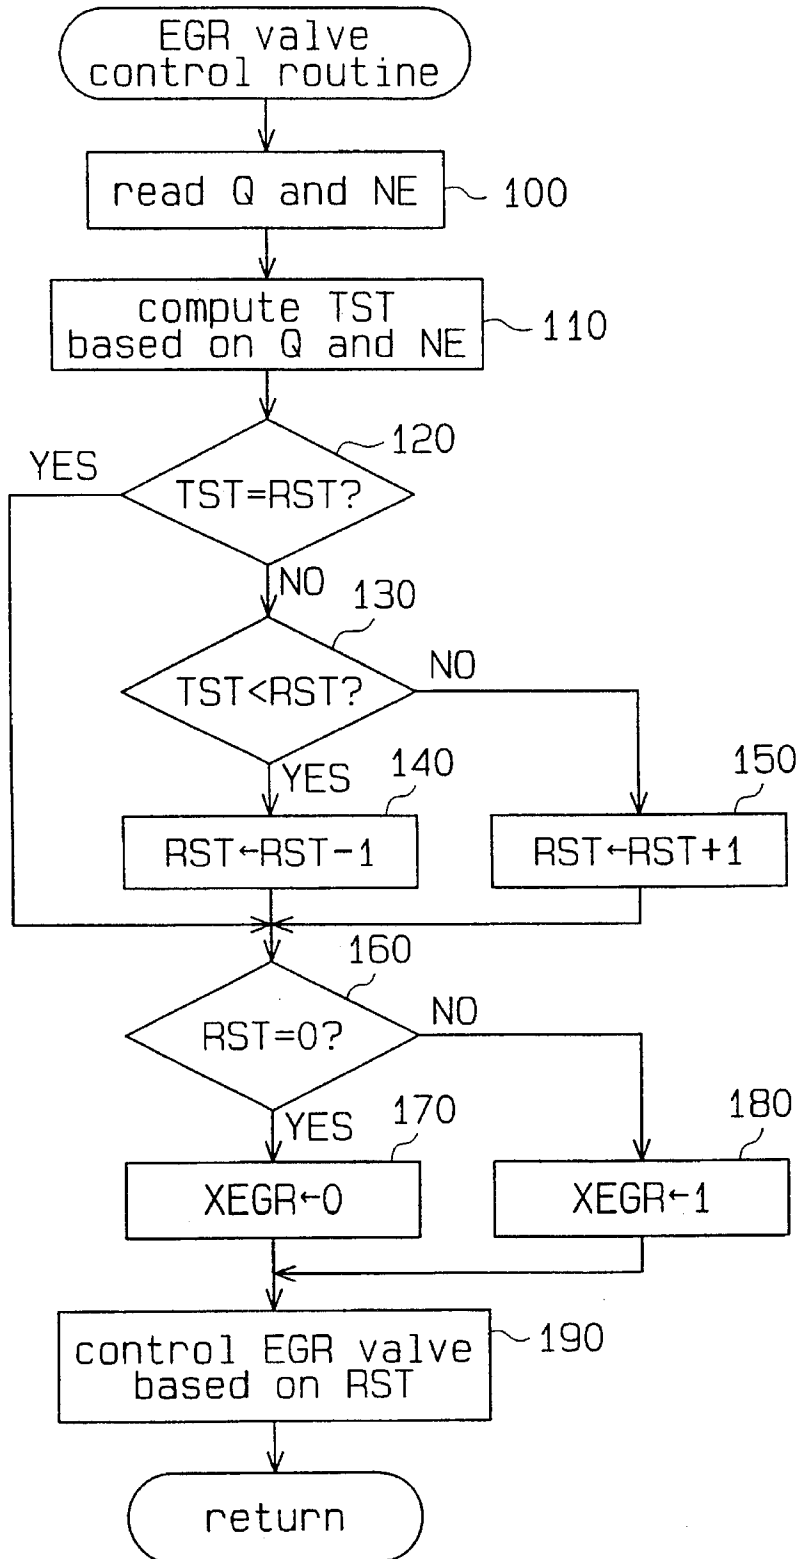 EGR valve
control routine
read Q and NE
100
compute TST
based on Q and NE
110
120
YES
TST=RST?
NO
130
TST<RST?
NO
YES
140
150
RST←RST-1
RST←RST+1
160
RST=0?
NO
YES
170
180
XEGR←0
XEGR←1
control EGR valve
based on RST
190
return